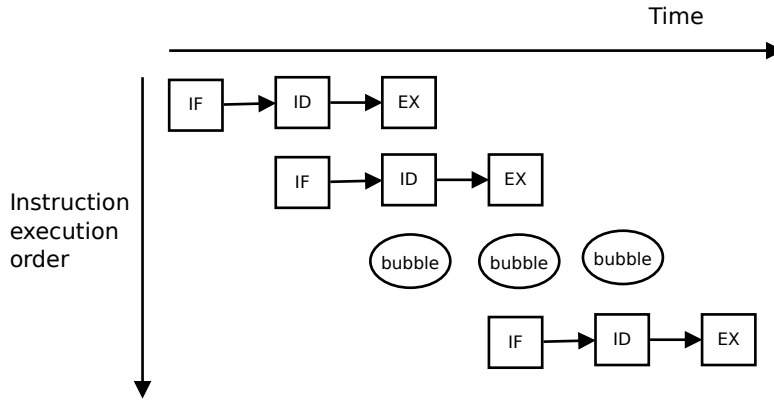 Time
IF ID EX
IF ID EX
Instruction
execution
order
bubble bubble bubble
IF ID EX